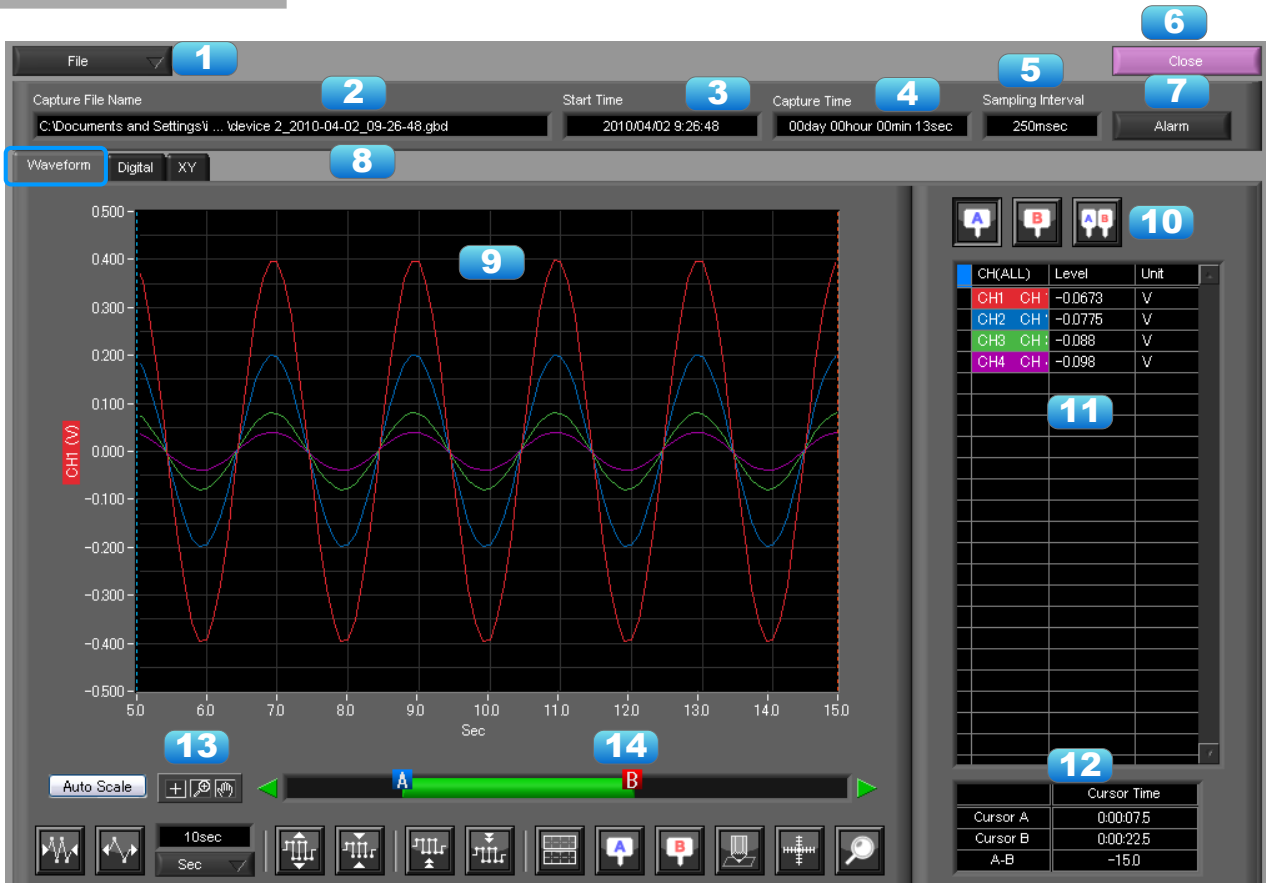 6
File
1
Close
Capture File Name
2
Start Time
3
Capture Time
4
5
Sampling Interval
7
C:\Documents and Settings\i ... \device 2_2010-04-02_09-26-48.gbd
2010/04/02 9:26:48
00day 00hour 00min 13sec
250msec
Alarm
Waveform
Digital
XY
8
0.500
0.400
0.300
0.200
0.100
0.000
-0.100
-0.200
-0.300
-0.400
-0.500
CH1 (V)
9
5.0 6.0 7.0 8.0 9.0 10.0 11.0 12.0 13.0 14.0 15.0
Sec
A
B
A B
10
CH(ALL) Level Unit
CH1 CH -0.0673 V
CH2 CH -0.0775 V
CH3 CH -0.088 V
CH4 CH -0.098 V
11
13
14
Auto Scale
A
B
10sec
Sec
A
B
12
Cursor Time
Cursor A 0:00:07.5
Cursor B 0:00:22.5
A-B -15.0